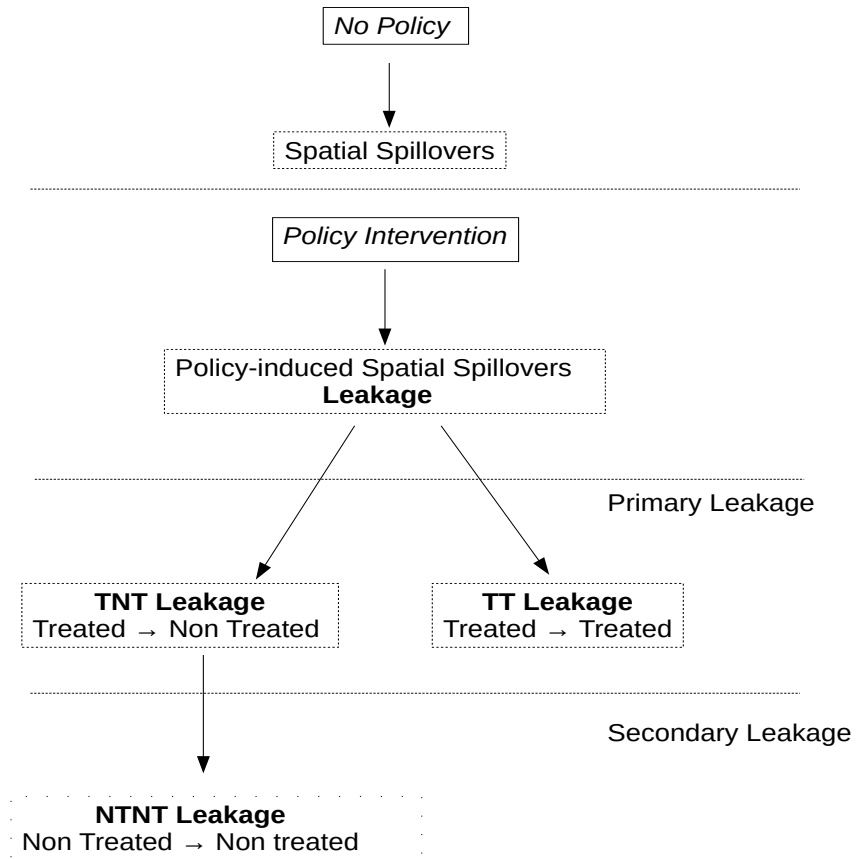 No Policy
Spatial Spillovers
Policy Intervention
Policy-induced Spatial Spillovers
Leakage
Primary Leakage
TNT Leakage
Treated → Non Treated
TT Leakage
Treated → Treated
Secondary Leakage
NTNT Leakage
Non Treated → Non treated